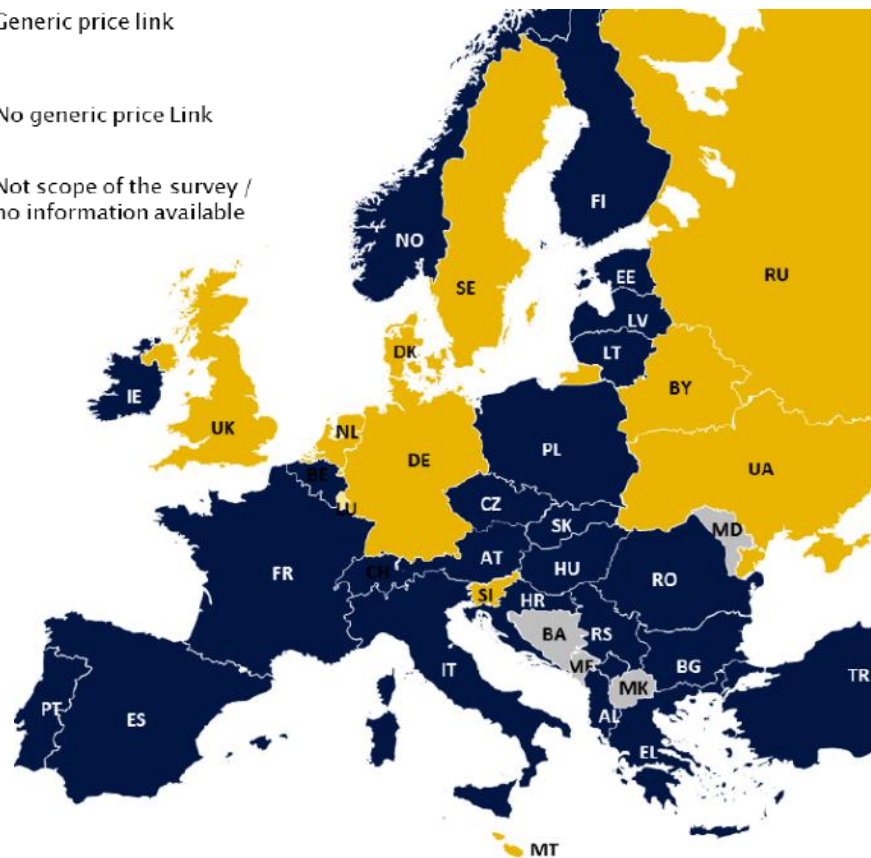 Generic price link
No generic price Link
Not scope of the survey /
no information available
FI
NO
SE
EE
RU
LV
LT
DK
BY
IE
UK
NL
DE
PL
UA
BE
LU
CZ
SK
MD
AT
HU
FR
CH
RO
SI
HR
BA
RS
ME
BG
IT
MK
TR
PT
ES
AL
EL
MT